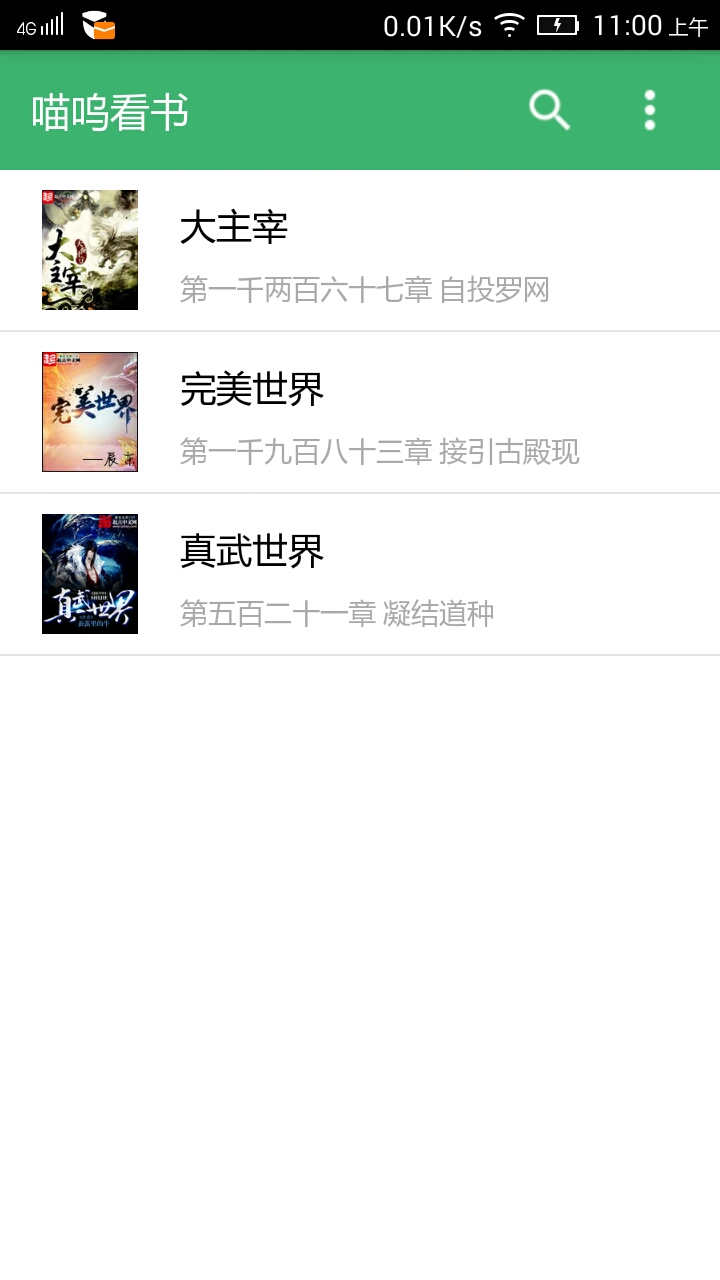 4G 0.01K/s 11:00 上午
喵呜看书
大主宰
大主宰
第一千两百六十七章 自投罗网
完美世界
辰东
完美世界
第一千九百八十三章 接引古殿现
真武世界
真武世界
第五百二十一章 凝结道种